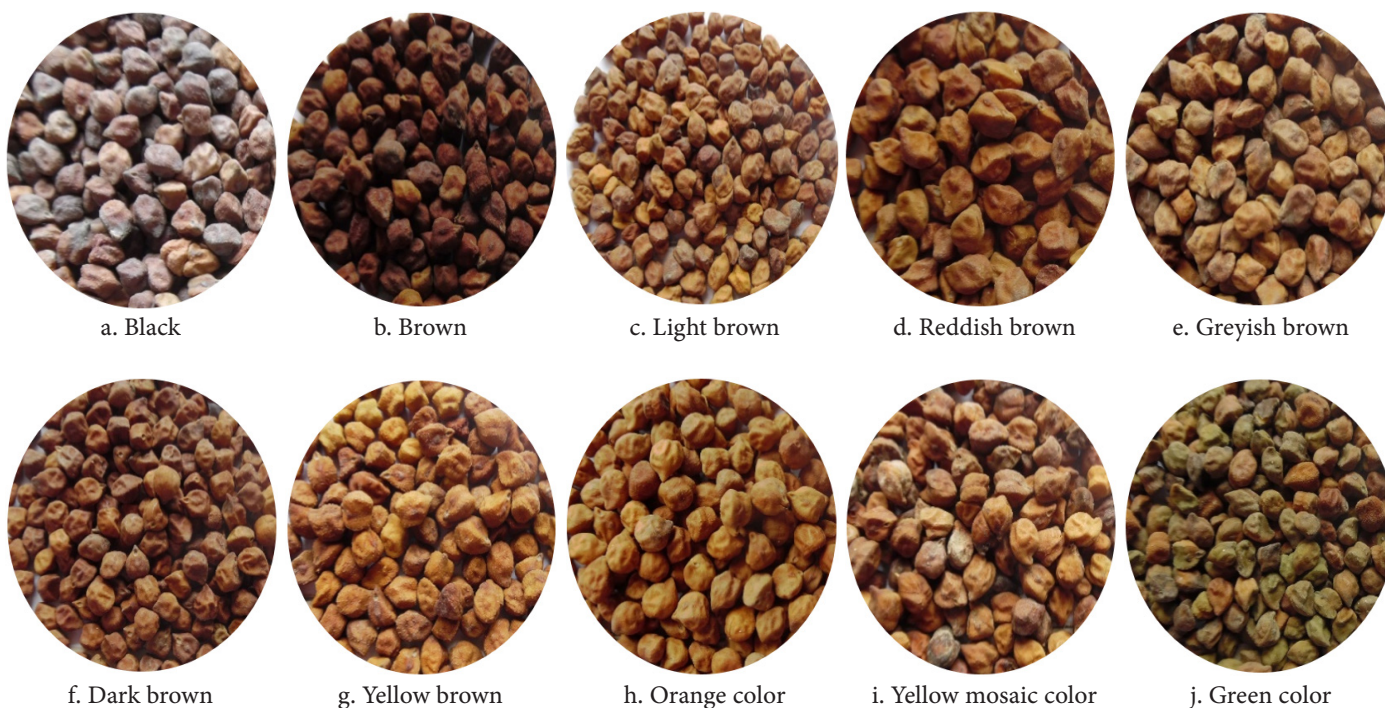 a. Black
b. Brown
c. Light brown
d. Reddish brown
e. Greyish brown
f. Dark brown
g. Yellow brown
h. Orange color
i. Yellow mosaic color
j. Green color